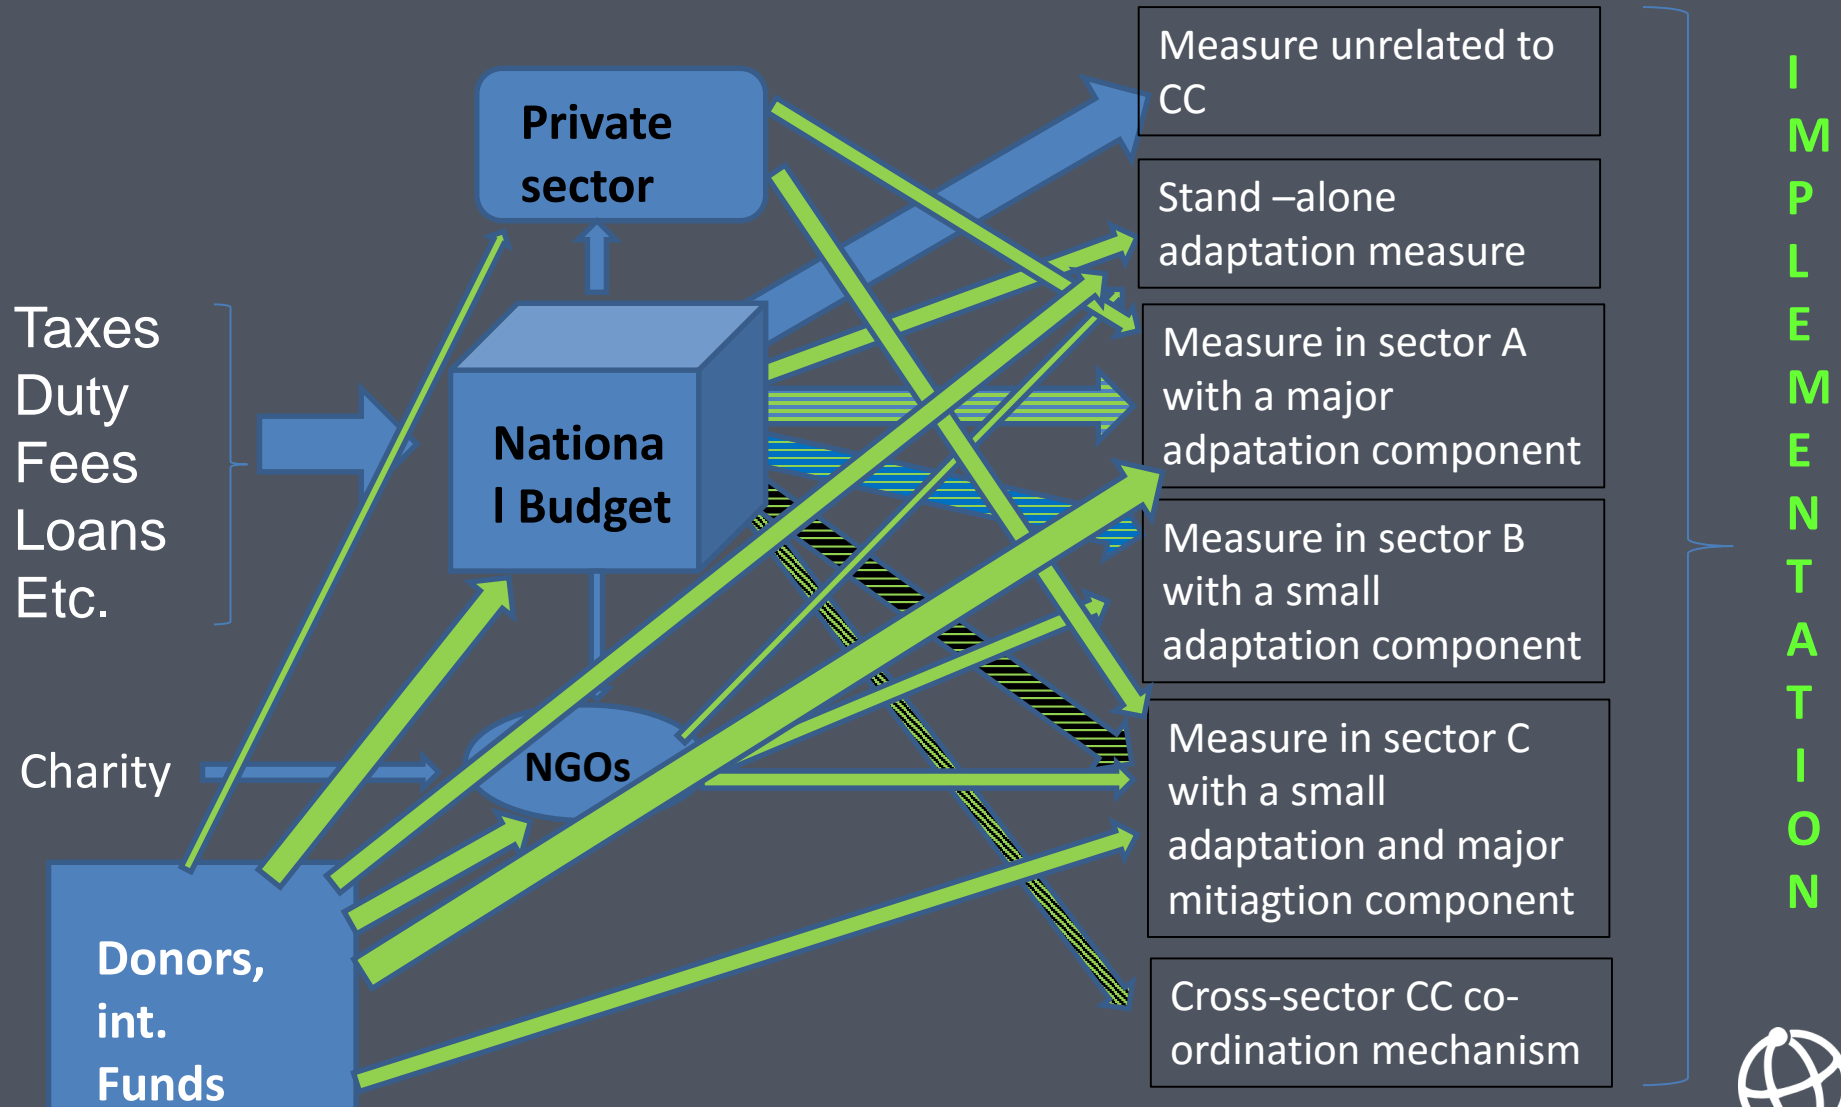 Taxes
Duty
Fees
Loans
Etc.
Charity
Donors,
int.
Funds
Private
sector
Nationa
l Budget
NGOs
Measure unrelated to
CC
Stand –alone
adaptation measure
Measure in sector A
with a major
adpatation component
Measure in sector B
with a small
adaptation component
Measure in sector C
with a small
adaptation and major
mitiagtion component
Cross-sector CC co-
ordination mechanism
I
M
P
L
E
M
E
N
T
A
T
I
O
N